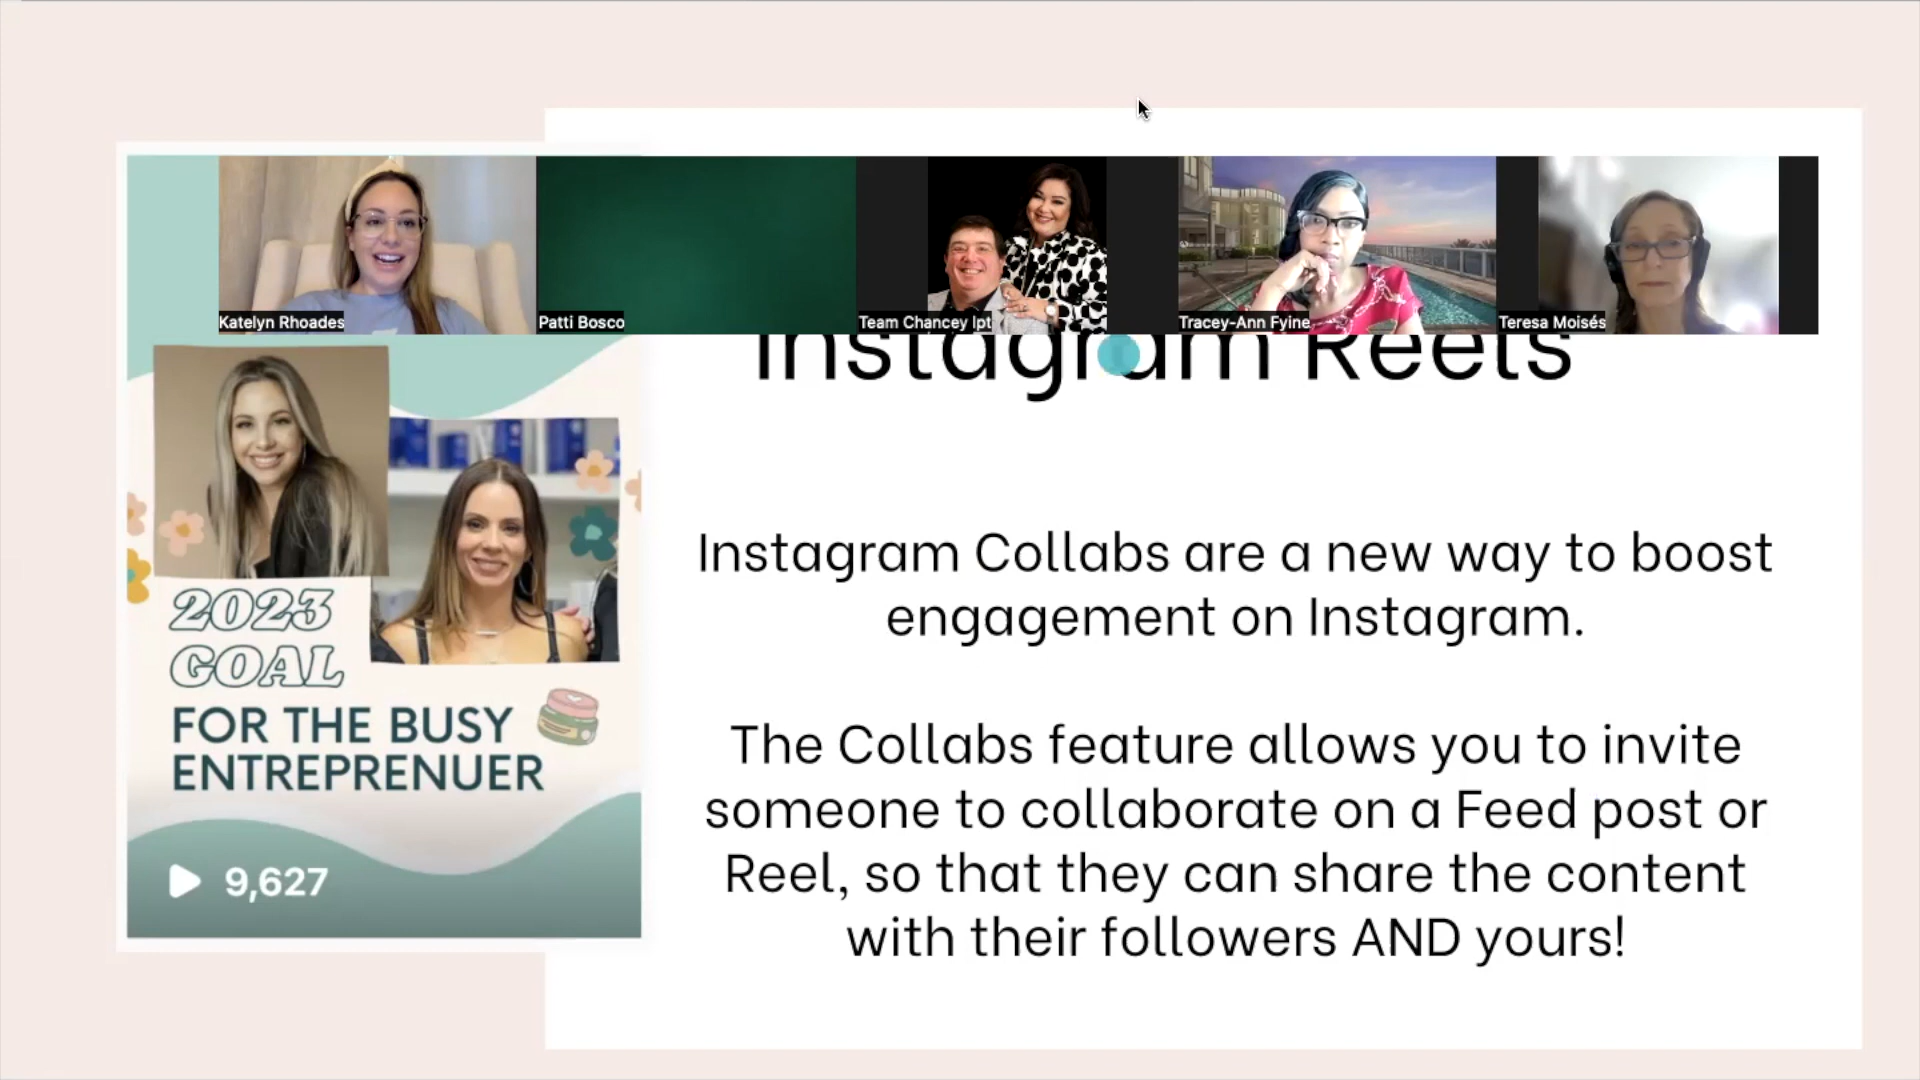 Katelyn Rhoades
Patti Bosco
Team Chancey lpt
Tracey-Ann Fyine
Teresa Moisés
Instagram Reels
2023
GOAL
FOR THE BUSY
ENTREPRENUER
9,627
Instagram Collabs are a new way to boost
engagement on Instagram.
The Collabs feature allows you to invite
someone to collaborate on a Feed post or
Reel, so that they can share the content
with their followers AND yours!